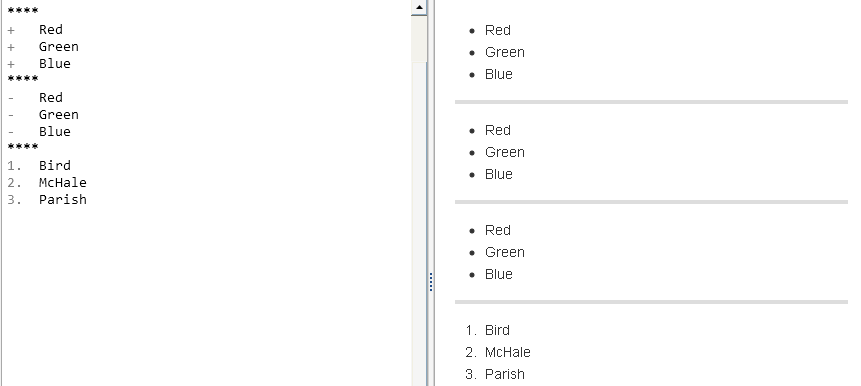 ****
+ Red
+ Green
+ Blue
****
- Red
- Green
- Blue
****
1. Bird
2. McHale
3. Parish
• Red
• Green
• Blue
• Red
• Green
• Blue
• Red
• Green
• Blue
1. Bird
2. McHale
3. Parish